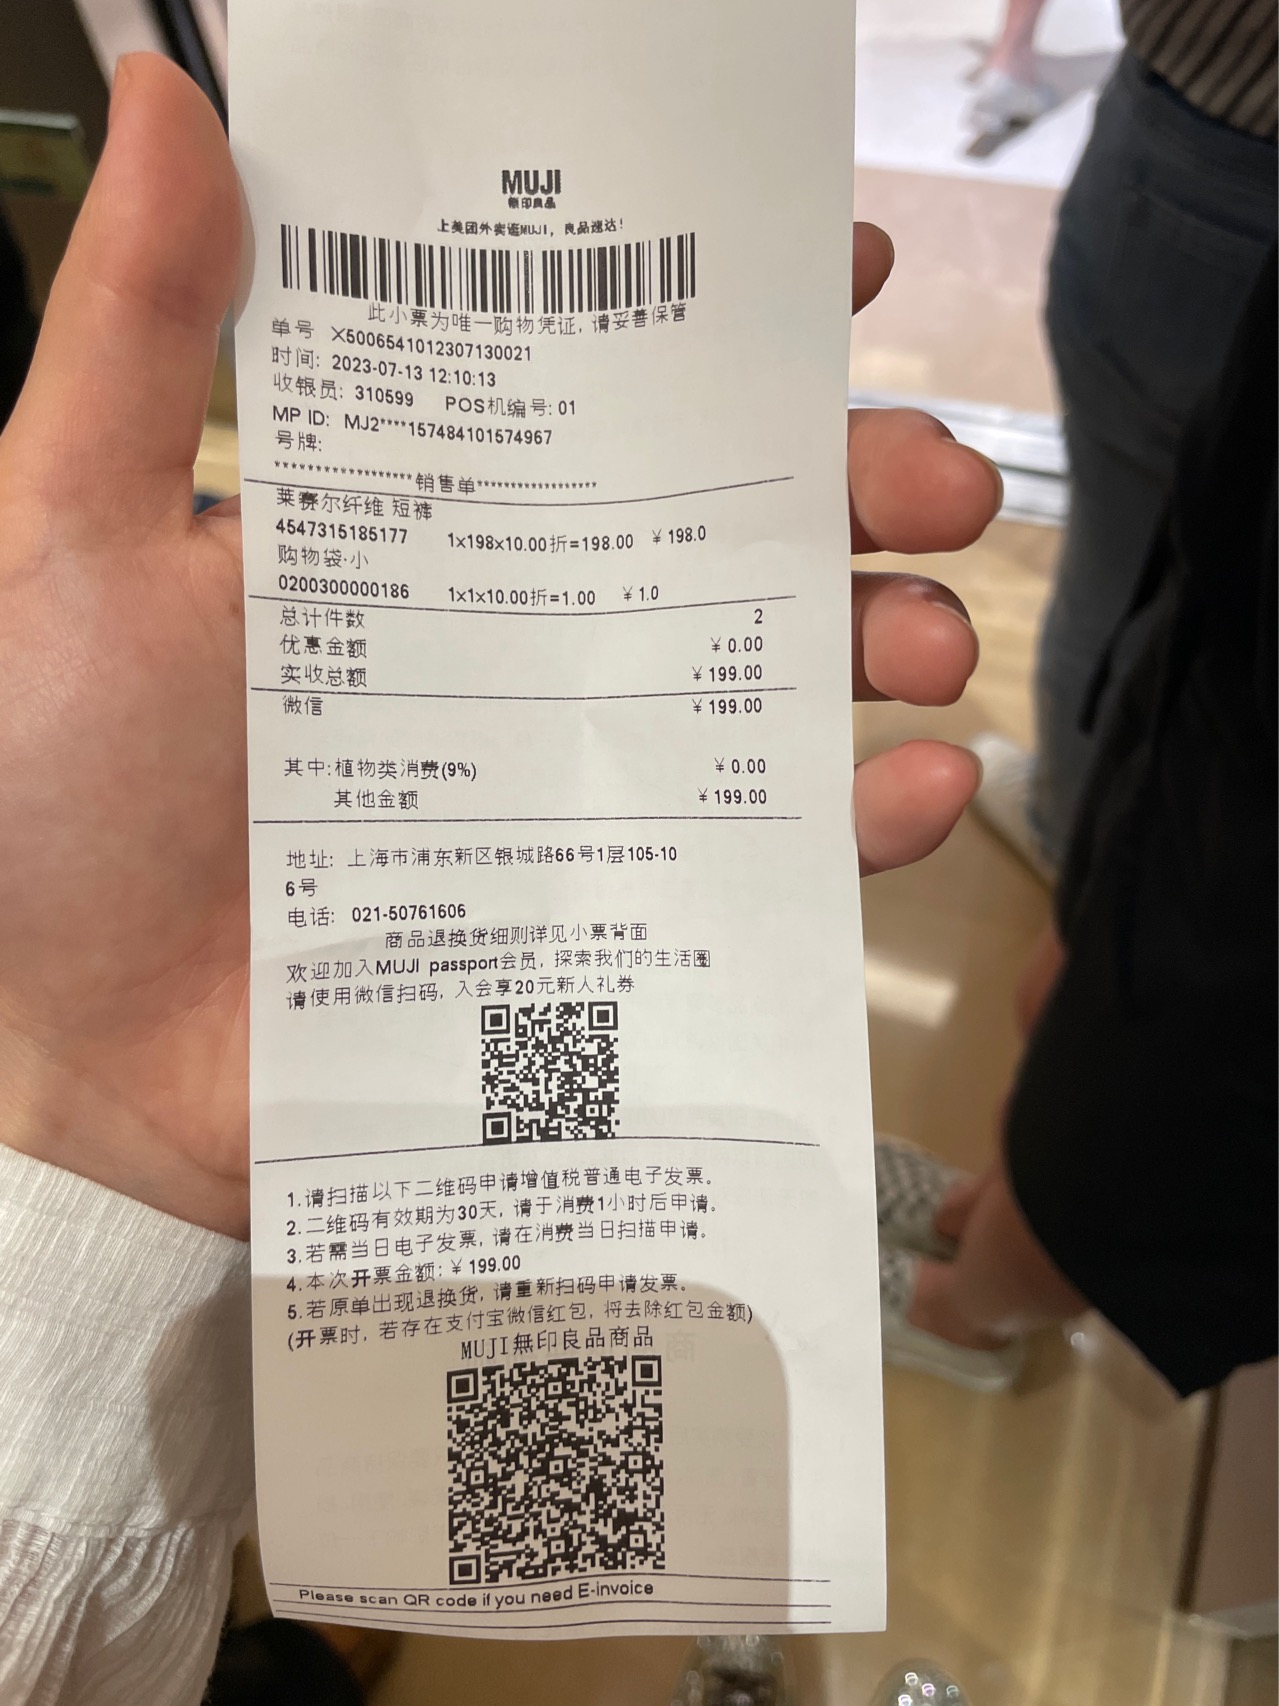 MUJI
無印良品
上美团外卖逛MUJI，良品速达！
此小票为唯一购物凭证，请妥善保管
单号 X5006541012307130021
时间: 2023-07-13 12:10:13
收银员: 310599 POS机编号: 01
MP ID: MJ2****157484101574967
号牌:
******************销售单******************
莱赛尔纤维 短裤
4547315185177 1x198x10.00折=198.00 ￥198.0
购物袋·小
0200300000186 1x1x10.00折=1.00 ￥1.0
总计件数 2
优惠金额 ￥0.00
实收总额 ￥199.00
微信 ￥199.00
其中:植物类消费(9%) ￥0.00
其他金额 ￥199.00
地址: 上海市浦东新区银城路66号1层105-10
6号
电话: 021-50761606
商品退换货细则详见小票背面
欢迎加入MUJI passport会员，探索我们的生活圈
请使用微信扫码，入会享20元新人礼券
1.请扫描以下二维码申请增值税普通电子发票。
2.二维码有效期为30天，请于消费1小时后申请。
3.若需当日电子发票，请在消费当日扫描申请。
4.本次开票金额:￥199.00
5.若原单出现退换货，请重新扫码申请发票。
(开票时，若存在支付宝微信红包，将去除红包金额)
MUJI無印良品商品
Please scan QR code if you need E-invoice